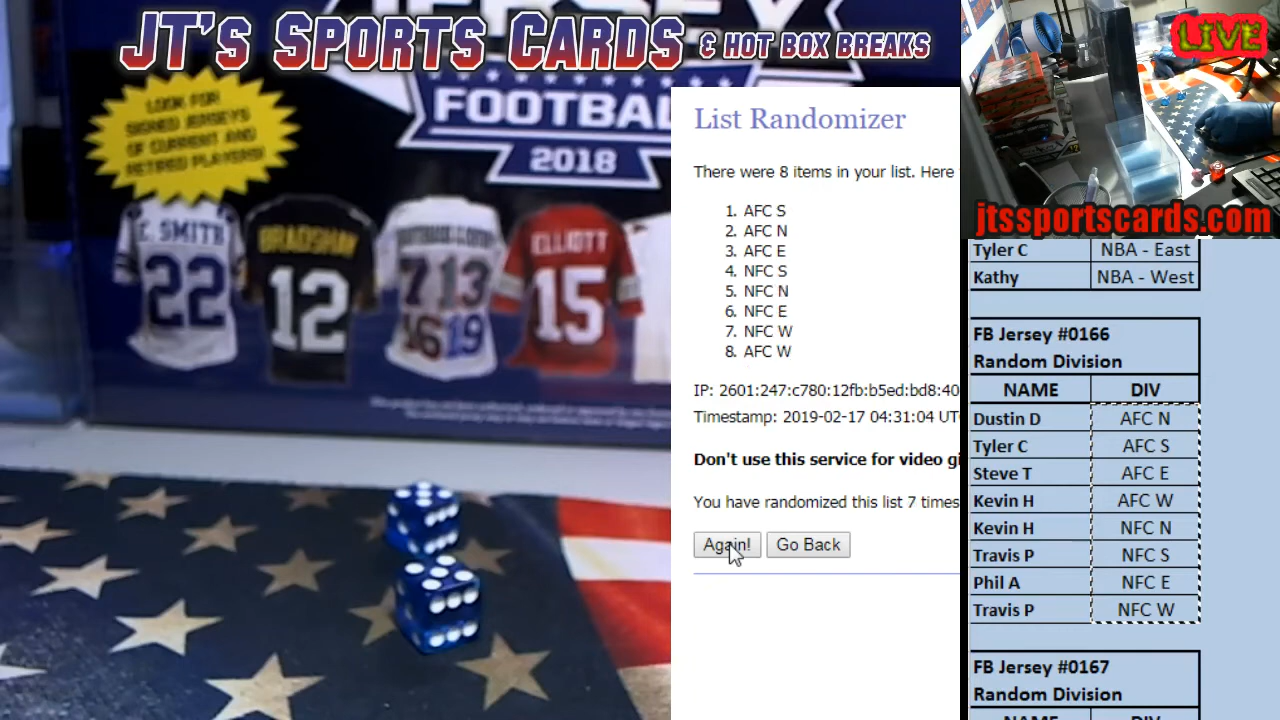 JT'S SPORTS CARDS & HOT BOX BREAKS
JERSEY
FOOTBAL
2018
LOOK FOR
SIGNED JERSEYS
OF CURRENT AND
RETIRED PLAYERS!
E. SMITH
22
BRADSHAW
12
ELLIOTT
15
List Randomizer
There were 8 items in your list. Here
1. AFC S
2. AFC N
3. AFC E
4. NFC S
5. NFC N
6. NFC E
7. NFC W
8. AFC W
IP: 2601:247:c780:12fb:b5ed:bd8:40
Timestamp: 2019-02-17 04:31:04 UT
Don't use this service for video gi
You have randomized this list 7 times
Again! Go Back
LIVE
jtssportscards.com
Tyler C NBA - East
Kathy NBA - West
FB Jersey #0166
Random Division
NAME DIV
Dustin D AFC N
Tyler C AFC S
Steve T AFC E
Kevin H AFC W
Kevin H NFC N
Travis P NFC S
Phil A NFC E
Travis P NFC W
FB Jersey #0167
Random Division
NAME DIV